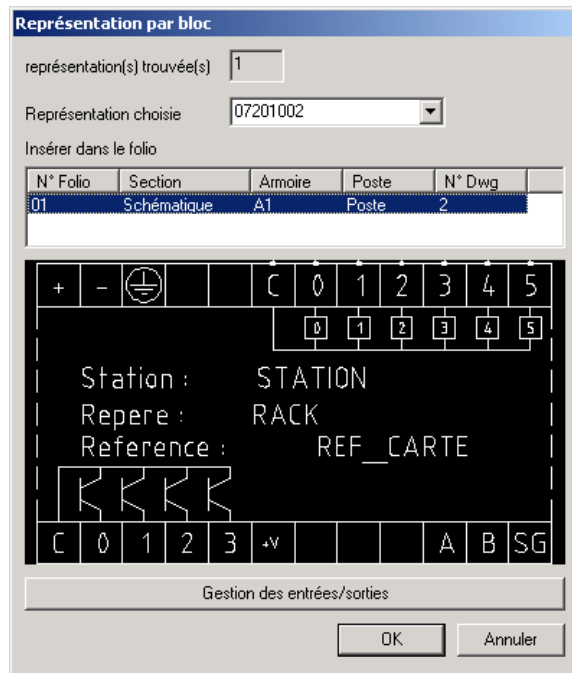 Représentation par bloc
représentation(s) trouvée(s) 1
Représentation choisie 07201002
Insérer dans le folio
N° Folio Section Armoire Poste N° Dwg
01 Schématique A1 Poste 2
+ - C 0 1 2 3 4 5
0 1 2 3 4 5
Station : STATION
Repere : RACK
Reference : REF_CARTE
C 0 1 2 3 +V A B SG
Gestion des entrées/sorties
OK Annuler